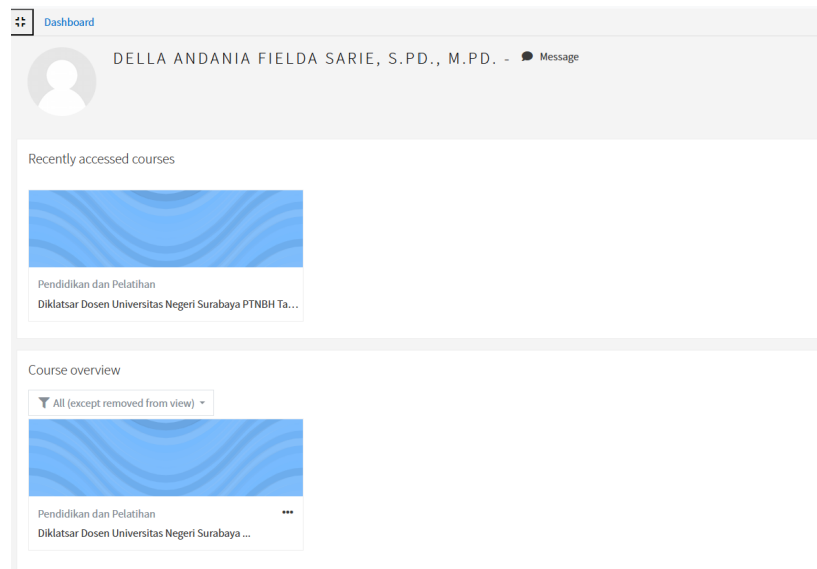 Dashboard
DELLA ANDANIA FIELDA SARIE, S.PD., M.PD. - Message
Recently accessed courses
Pendidikan dan Pelatihan
Diklatsar Dosen Universitas Negeri Surabaya PTNBH Ta...
Course overview
All (except removed from view)
Pendidikan dan Pelatihan
Diklatsar Dosen Universitas Negeri Surabaya ...